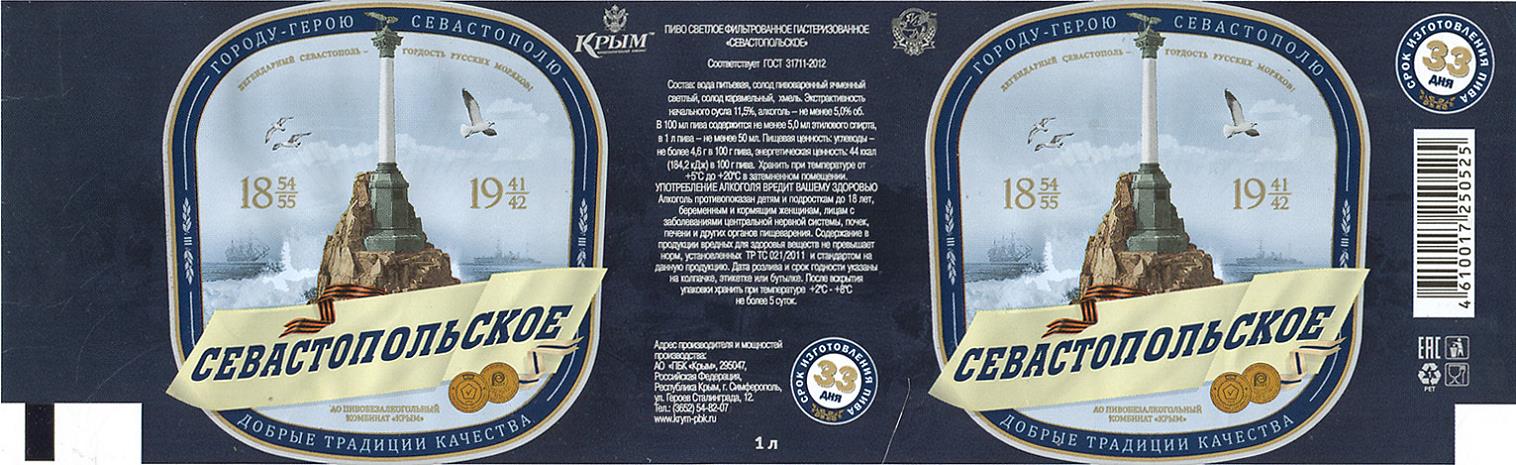 ГОРОДУ-ГЕРОЮ СЕВАСТОПОЛЮ
ЛЕГЕНДАРНЫЙ СЕВАСТОПОЛЬ – ГОРДОСТЬ РУССКИХ МОРЯКОВ!
18 54/55
19 41/42
СЕВАСТОПОЛЬСКОЕ
АО ПИВОБЕЗАЛКОГОЛЬНЫЙ
КОМБИНАТ «КРЫМ»
ДОБРЫЕ ТРАДИЦИИ КАЧЕСТВА
КРЫМ
ПИВО СВЕТЛОЕ ФИЛЬТРОВАННОЕ ПАСТЕРИЗОВАННОЕ
«СЕВАСТОПОЛЬСКОЕ»
Соответствует ГОСТ 31711-2012
Состав: вода питьевая, солод пивоваренный ячменный
светлый, солод карамельный, хмель. Экстрактивность
начального сусла 11,5%, алкоголь – не менее 5,0% об.
В 100 мл пива содержится не менее 5,0 мл этилового спирта,
в 1 л пива – не менее 50 мл. Пищевая ценность: углеводы –
не более 4,6 г в 100 г пива, энергетическая ценность: 44 ккал
(184,2 кДж) в 100 г пива. Хранить при температуре от
+5°С до +20°С в затемненном помещении.
УПОТРЕБЛЕНИЕ АЛКОГОЛЯ ВРЕДИТ ВАШЕМУ ЗДОРОВЬЮ
Алкоголь противопоказан детям и подросткам до 18 лет,
беременным и кормящим женщинам, лицам с
заболеваниями центральной нервной системы, почек,
печени и других органов пищеварения. Содержание в
продукции вредных для здоровья веществ не превышает
норм, установленных ТР ТС 021/2011 и стандартом на
данную продукцию. Дата розлива и срок годности указаны
на колпачке, этикетке или бутылке. После вскрытия
упаковки хранить при температуре +2°С - +8°С
не более 5 суток.
Адрес производителя и мощностей
производства:
АО «ПБК «Крым», 295047,
Российская Федерация,
Республика Крым, г. Симферополь,
ул. Героев Сталинграда, 12.
Тел.: (3652) 54-82-07
www.krym-pbk.ru
СРОК ИЗГОТОВЛЕНИЯ ПИВА
33
ДНЯ
1 л
ГОРОДУ-ГЕРОЮ СЕВАСТОПОЛЮ
ЛЕГЕНДАРНЫЙ СЕВАСТОПОЛЬ – ГОРДОСТЬ РУССКИХ МОРЯКОВ!
18 54/55
19 41/42
СЕВАСТОПОЛЬСКОЕ
АО ПИВОБЕЗАЛКОГОЛЬНЫЙ
КОМБИНАТ «КРЫМ»
ДОБРЫЕ ТРАДИЦИИ КАЧЕСТВА
СРОК ИЗГОТОВЛЕНИЯ ПИВА
33
ДНЯ
4610017250525
EAC
1
PET